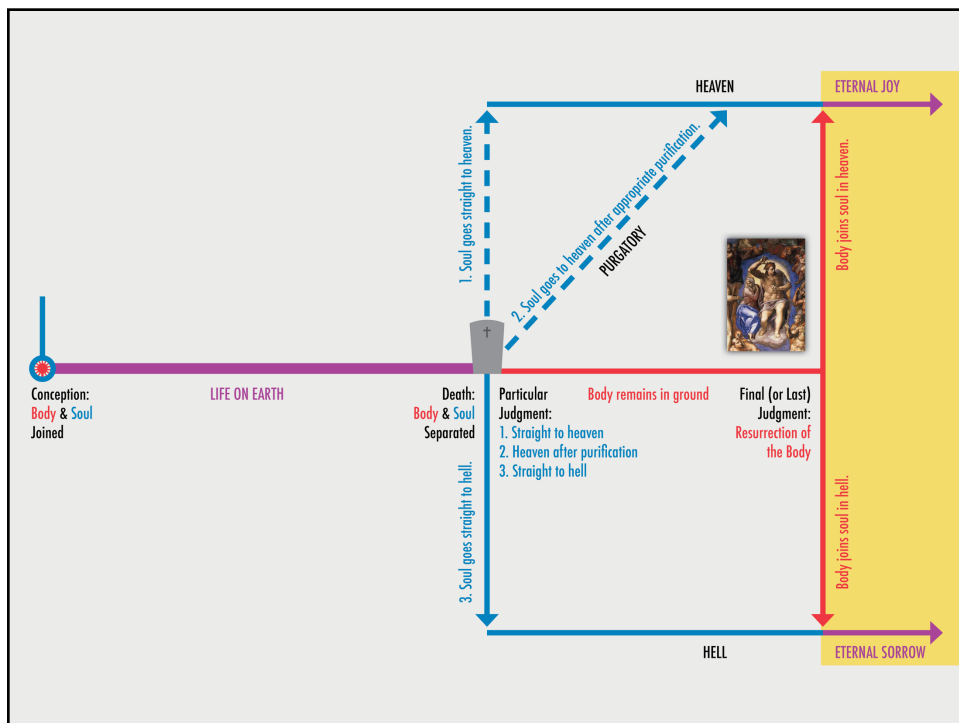 HEAVEN
ETERNAL JOY
1. Soul goes straight to heaven.
2. Soul goes to heaven after appropriate purification.
PURGATORY
Body joins soul in heaven.
Conception:
Body & Soul
Joined
LIFE ON EARTH
Death:
Body & Soul
Separated
Particular
Judgment:
1. Straight to heaven
2. Heaven after purification
3. Straight to hell
Body remains in ground
Final (or Last)
Judgment:
Resurrection of
the Body
3. Soul goes straight to hell.
Body joins soul in hell.
HELL
ETERNAL SORROW